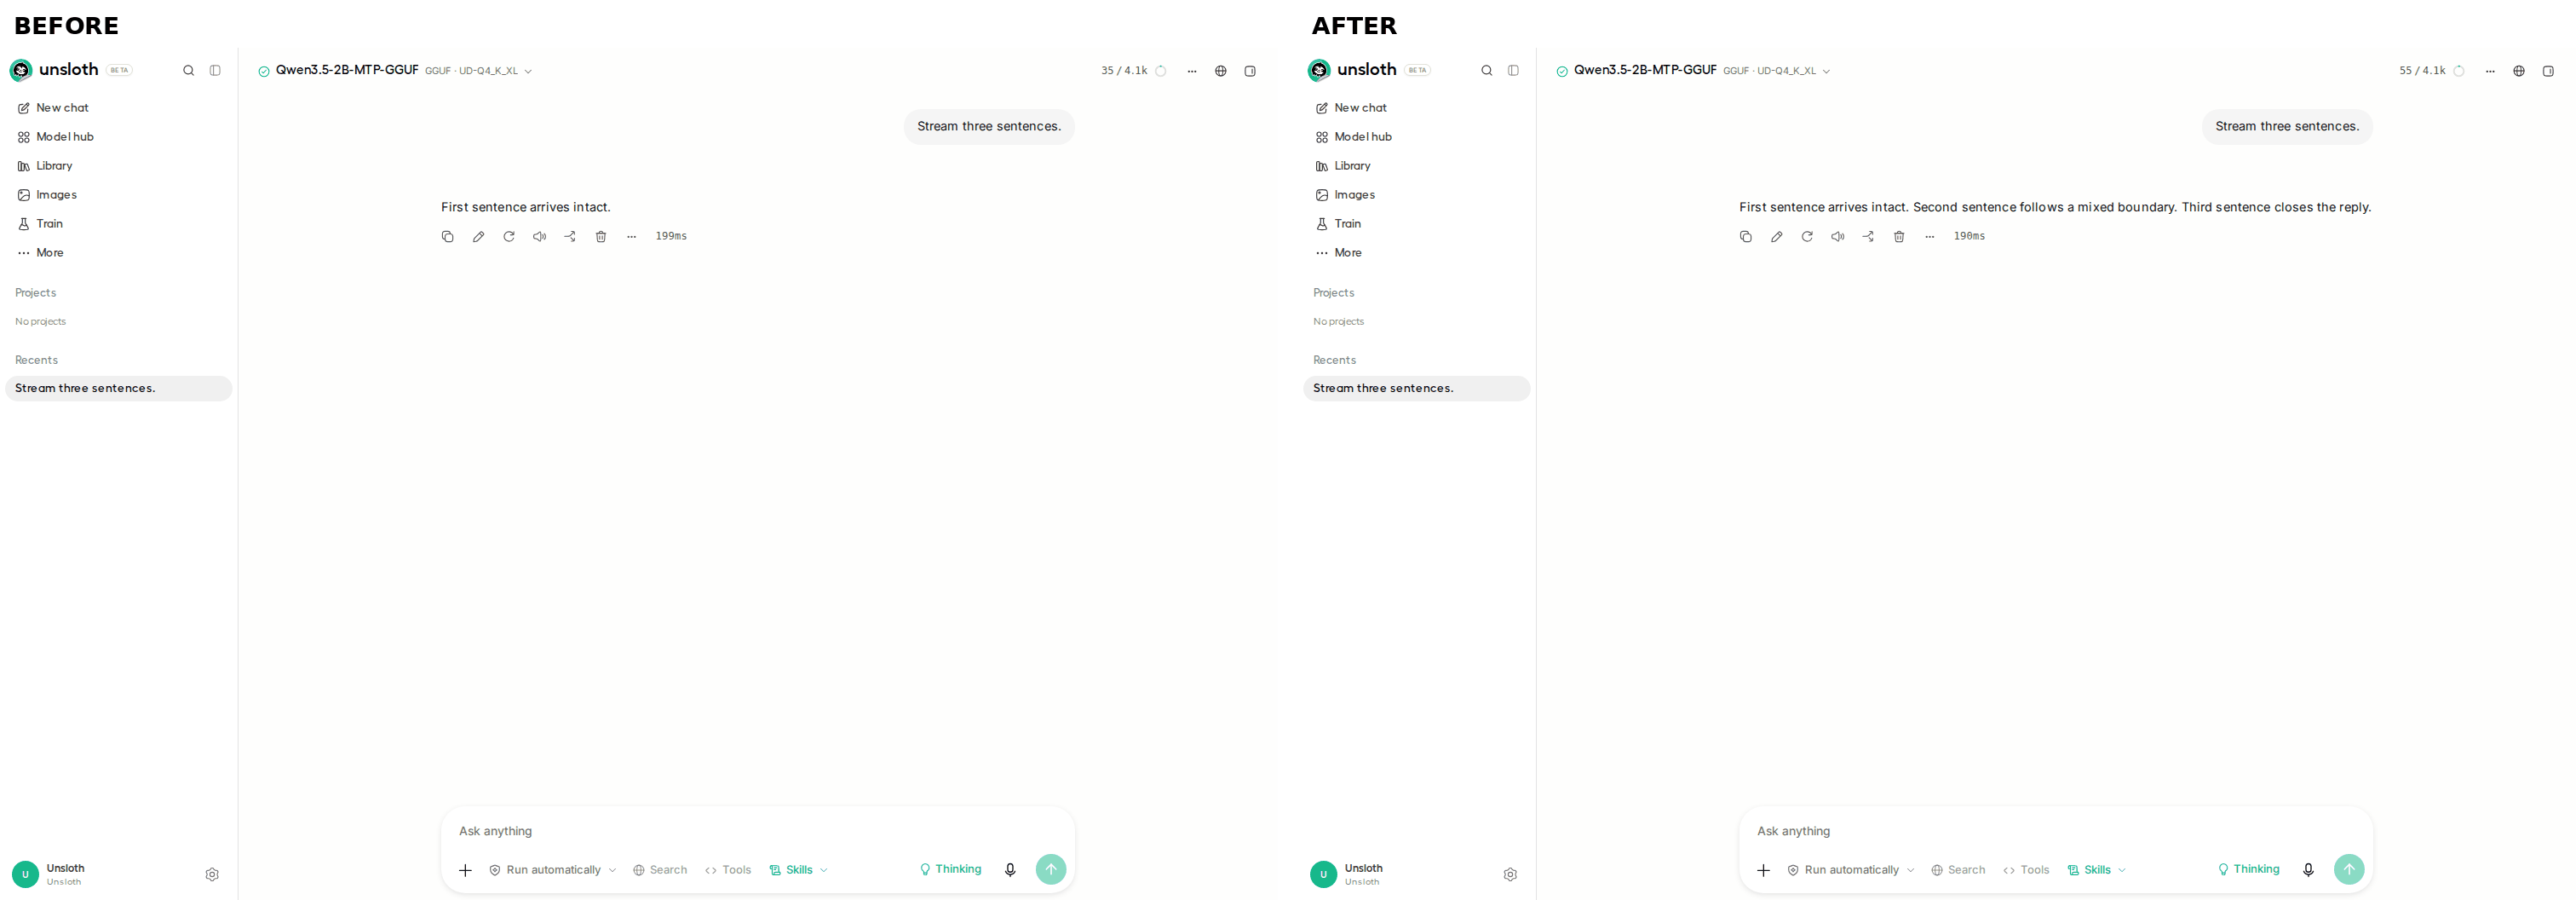 BEFORE
unsloth BETA
New chat
Model hub
Library
Images
Train
More
Projects
No projects
Recents
Stream three sentences.
U
Unsloth
Unsloth
Qwen3.5-2B-MTP-GGUF GGUF · UD-Q4_K_XL
35 / 4.1k
Stream three sentences.
First sentence arrives intact.
199ms
Ask anything
Run automatically Search Tools Skills Thinking
AFTER
unsloth BETA
New chat
Model hub
Library
Images
Train
More
Projects
No projects
Recents
Stream three sentences.
U
Unsloth
Unsloth
Qwen3.5-2B-MTP-GGUF GGUF · UD-Q4_K_XL
55 / 4.1k
Stream three sentences.
First sentence arrives intact. Second sentence follows a mixed boundary. Third sentence closes the reply.
190ms
Ask anything
Run automatically Search Tools Skills Thinking